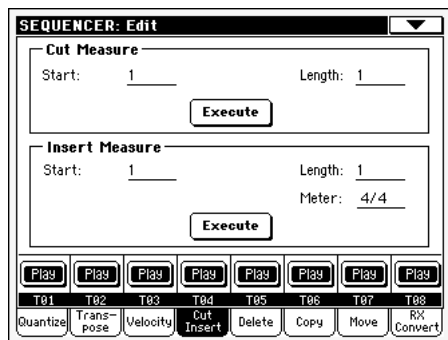 SEQUENCER: Edit
Cut Measure
Start: 1 Length: 1
Execute
Insert Measure
Start: 1 Length: 1
Meter: 4/4
Execute
Play Play Play Play Play Play Play Play
T01 T02 T03 T04 T05 T06 T07 T08
Quantize Trans- Velocity Cut Delete Copy Move RX
pose Insert Convert